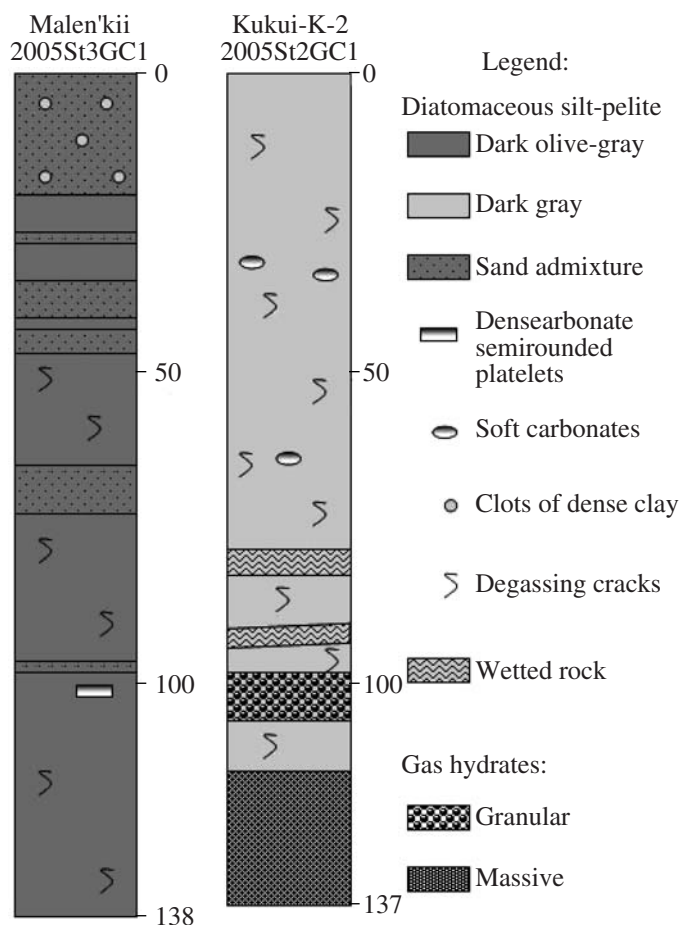 Malen'kii
2005St3GC1
0
50
100
138
Kukui-K-2
2005St2GC1
0
50
100
137
Legend:
Diatomaceous silt-pelite
Dark olive-gray
Dark gray
Sand admixture
Densearbonate
semirounded
platelets
Soft carbonates
Clots of dense clay
Degassing cracks
Wetted rock
Gas hydrates:
Granular
Massive